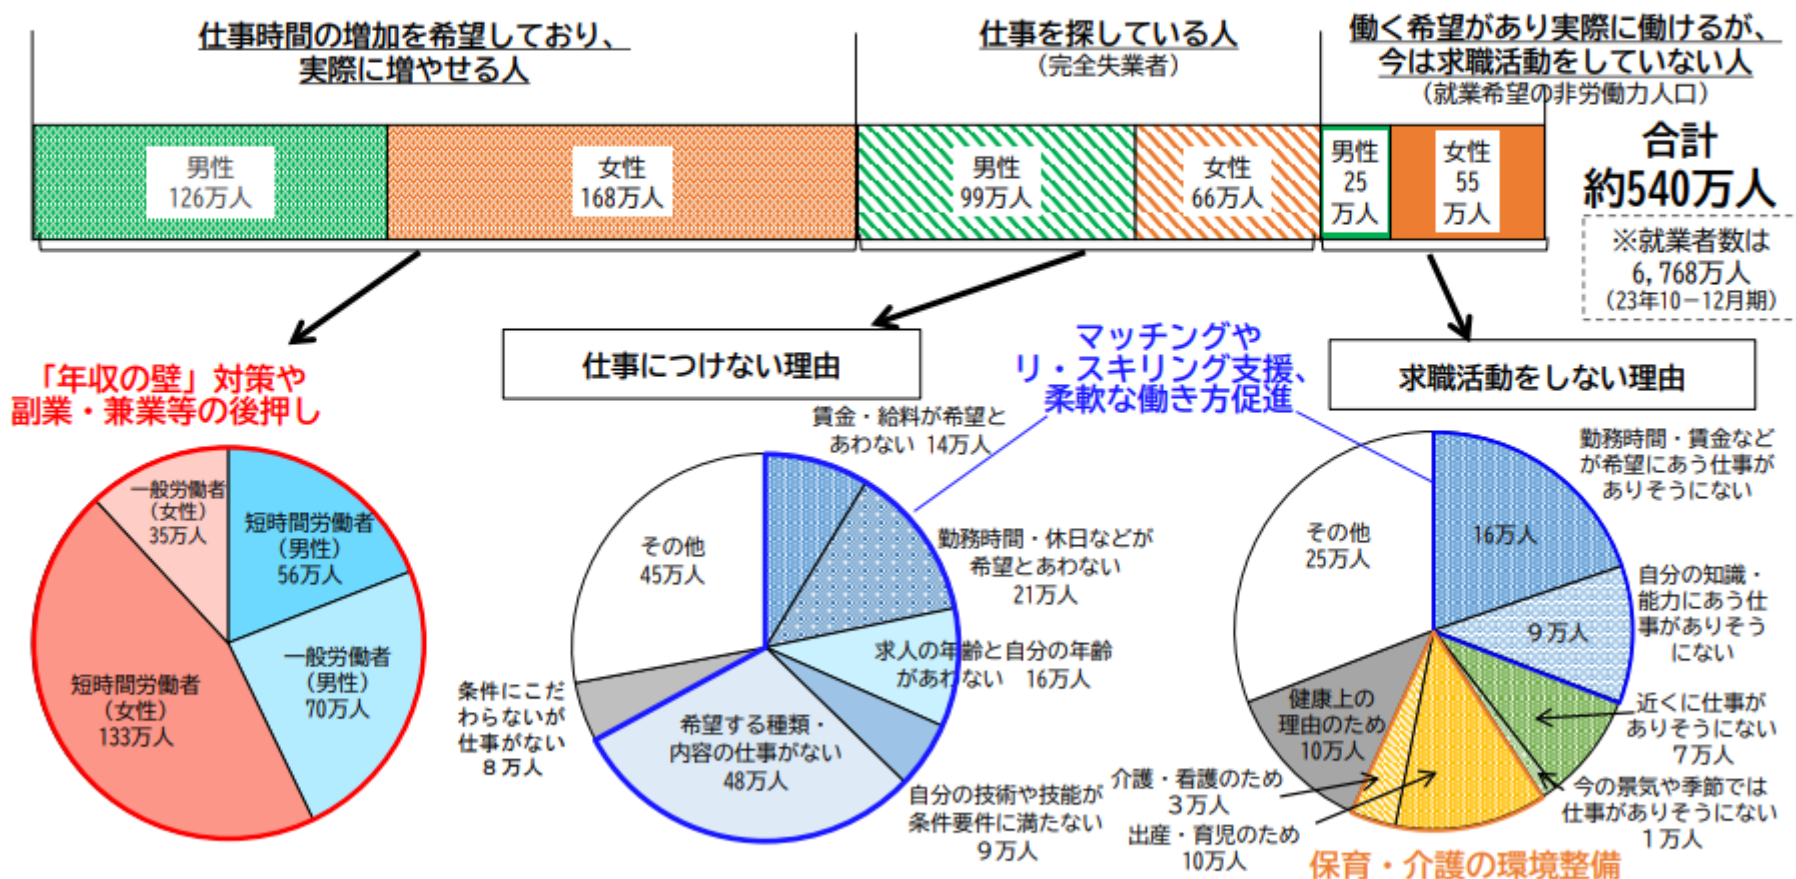 仕事時間の増加を希望しており、
実際に増やせる人
仕事を探している人
（完全失業者）
働く希望があり実際に働けるが、
今は求職活動をしていない人
（就業希望の非労働力人口）
男性
126万人
女性
168万人
男性
99万人
女性
66万人
男性
25
万人
女性
55
万人
合計
約540万人
※就業者数は
6,768万人
（23年10－12月期）
「年収の壁」対策や
副業・兼業等の後押し
仕事につけない理由
マッチングや
リ・スキリング支援、
柔軟な働き方促進
求職活動をしない理由
一般労働者
（女性）
35万人
短時間労働者
（男性）
56万人
一般労働者
（男性）
70万人
短時間労働者
（女性）
133万人
賃金・給料が希望と
あわない 14万人
勤務時間・休日などが
希望とあわない
21万人
求人の年齢と自分の年齢
があわない 16万人
自分の技術や技能が
条件要件に満たない
９万人
希望する種類・
内容の仕事がない
48万人
条件にこだ
わらないが
仕事がない
８万人
その他
45万人
勤務時間・賃金など
が希望にあう仕事が
ありそうにない
16万人
自分の知識・
能力にあう仕
事がありそう
にない
９万人
近くに仕事が
ありそうにない
７万人
今の景気や季節では
仕事がありそうにない
１万人
出産・育児のため
10万人
介護・看護のため
３万人
健康上の
理由のため
10万人
その他
25万人
保育・介護の環境整備